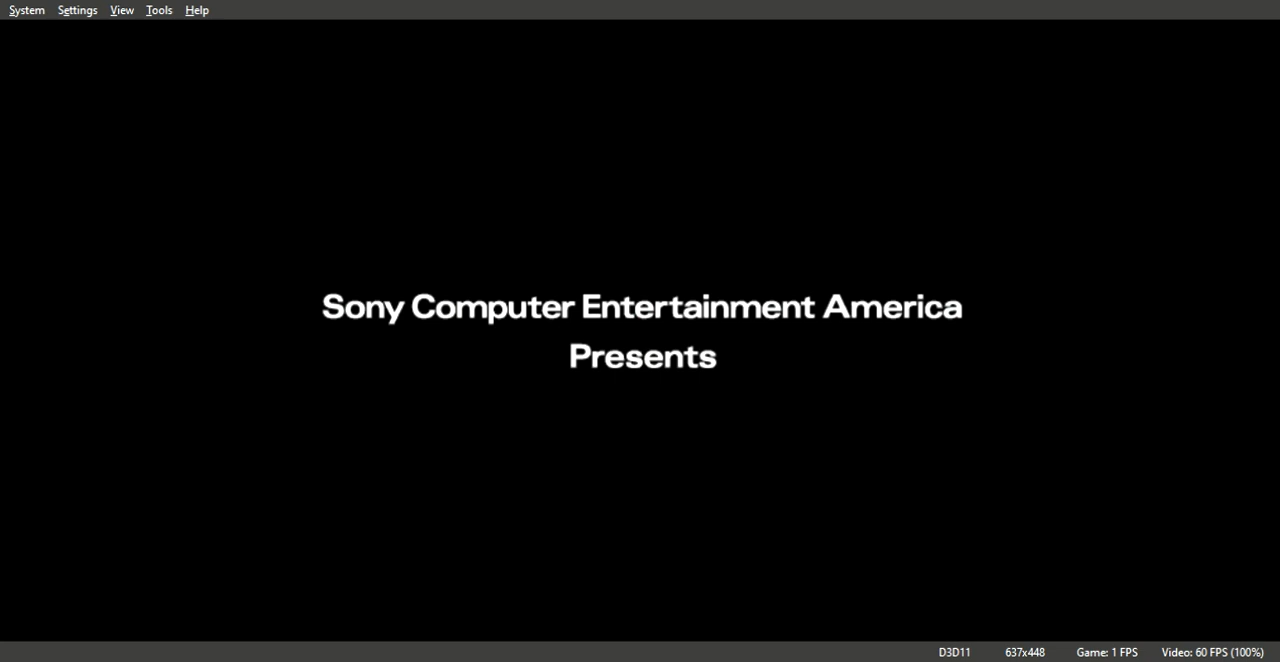 System Settings View Tools Help
Sony Computer Entertainment America
Presents
D3D11 637x448 Game: 1 FPS Video: 60 FPS (100%)